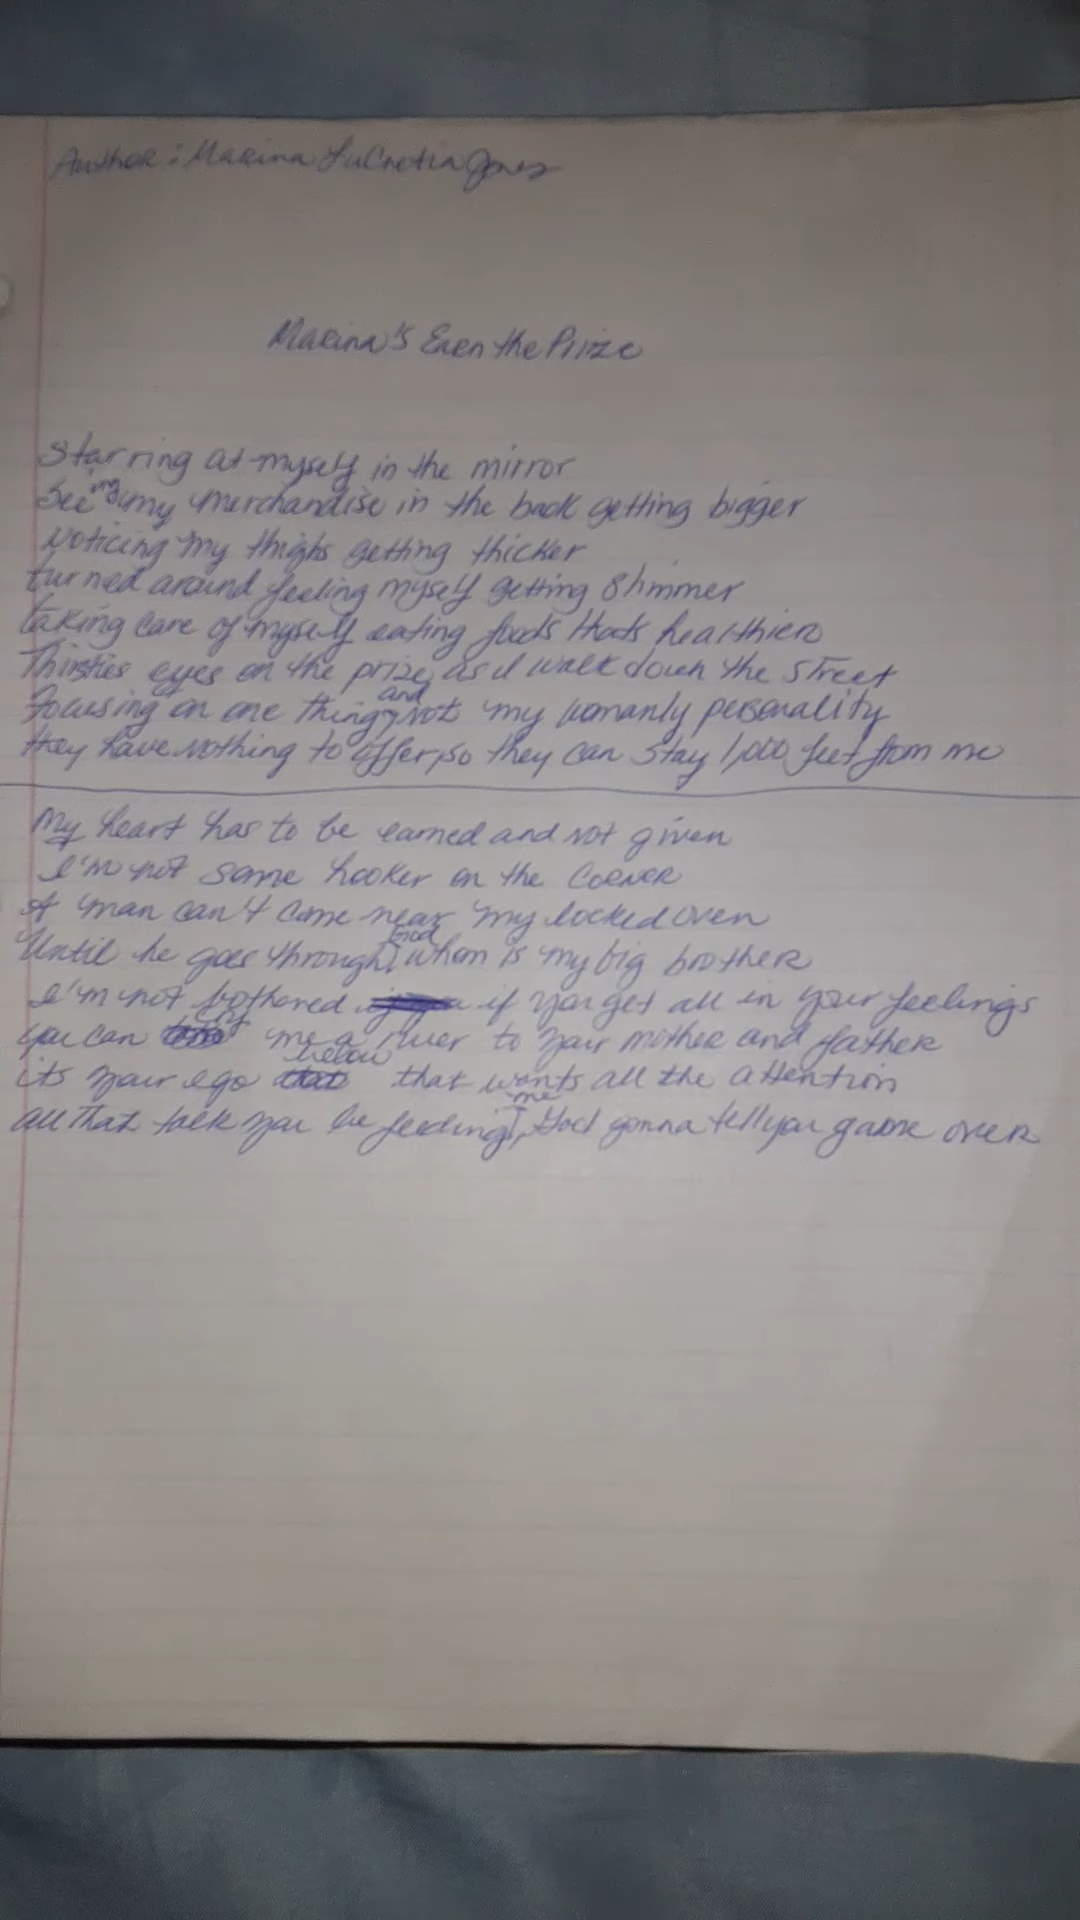 Author: Marina LuCretia Jones
Marina's Earn the Prize
Starring at myself in the mirror
Seeing my merchandise in the back getting bigger
Noticing my thighs getting thicker
turned around feeling myself getting Shimmer
taking care of myself eating foods thats healthier
Thirsties eyes on the prize as I walk down the Street
Focusing on one thing and not my womanly personality
they have nothing to offer, so they can stay 1,000 feet from me
My heart has to be earned and not given
I'm not some hooker on the corner
A man can't come near my locked oven
Until he goes through God whom is my big brother
I'm not bothered if you get all in your feelings
you can cry me a river to your mother and father
its your ego below that wants all the attention
all that talk you be feeding me, God gonna tell you game over